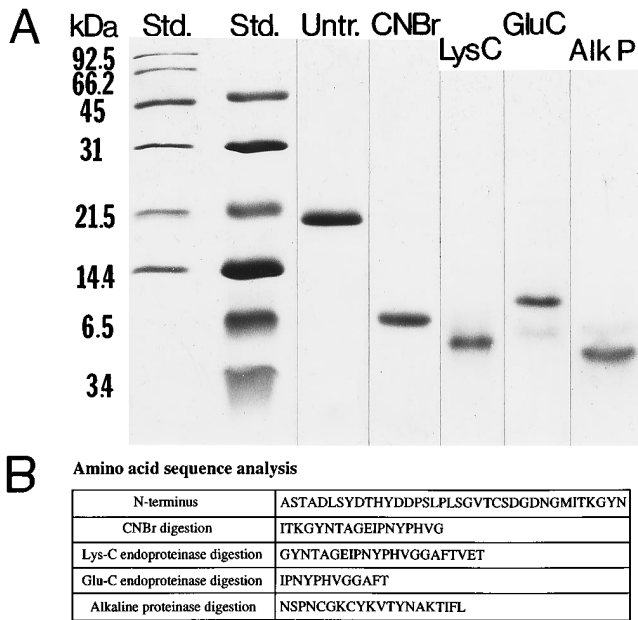 A
kDa Std. Std. Untr. CNBr LysC GluC Alk P
92.5
66.2
45
31
21.5
14.4
6.5
3.4
B
Amino acid sequence analysis
N-terminus ASTADLSYDTHYDDPSLPLSGVTCSDGDNGMITKGYN
CNBr digestion ITKGYNTAGEIPNYPHVG
Lys-C endoproteinase digestion GYNTAGEIPNYPHVGGAFTVET
Glu-C endoproteinase digestion IPNYPHVGGAFT
Alkaline proteinase digestion NSPNCGKCYKVTYNAKTIFL